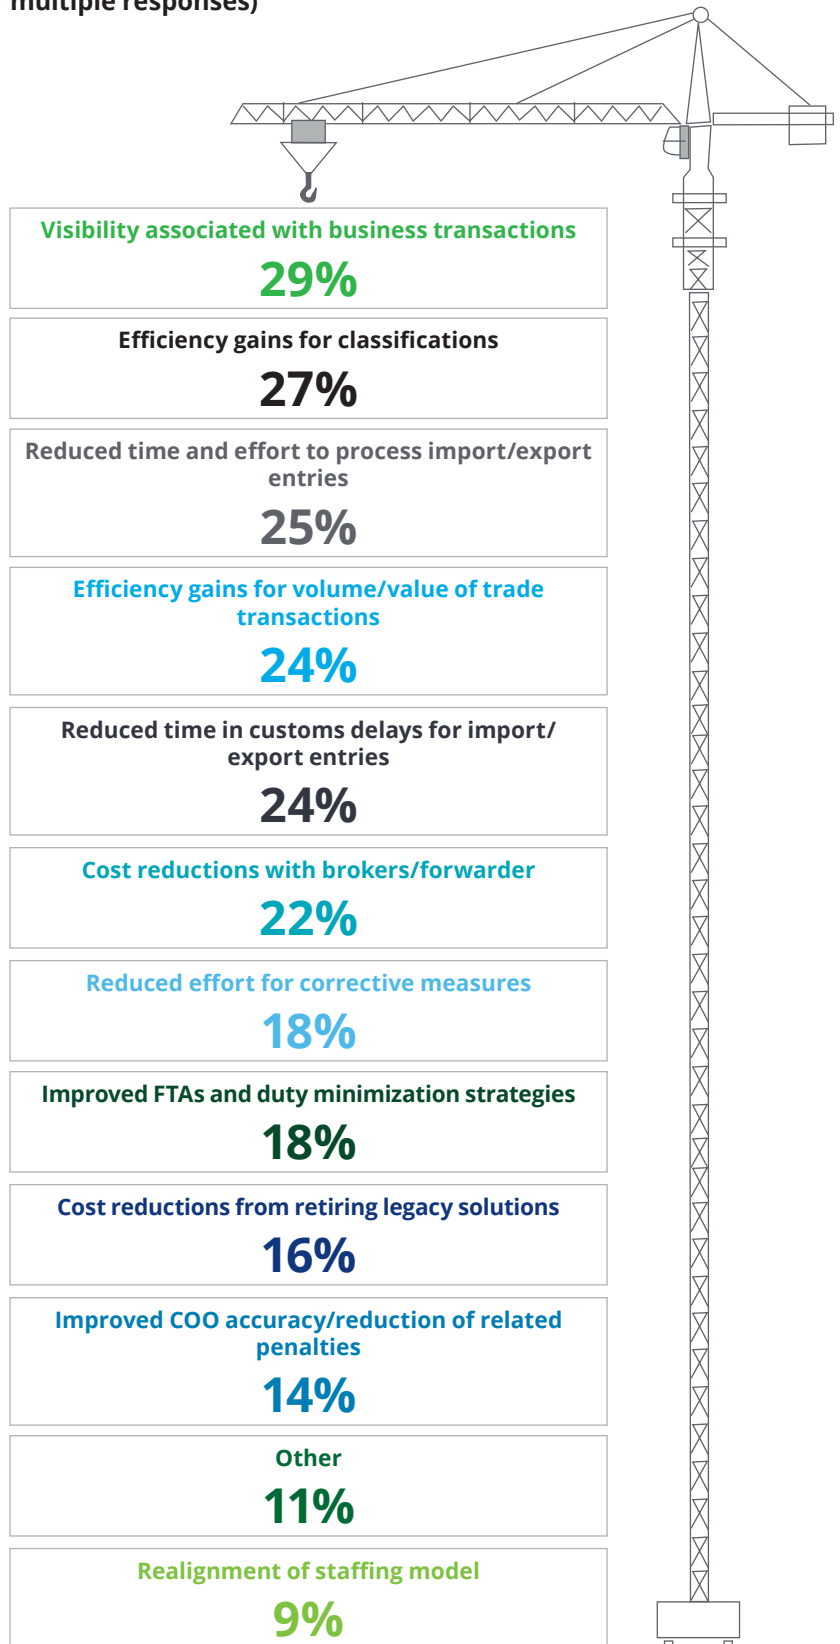 multiple responses)
Visibility associated with business transactions
29%
Efficiency gains for classifications
27%
Reduced time and effort to process import/export
entries
25%
Efficiency gains for volume/value of trade
transactions
24%
Reduced time in customs delays for import/
export entries
24%
Cost reductions with brokers/forwarder
22%
Reduced effort for corrective measures
18%
Improved FTAs and duty minimization strategies
18%
Cost reductions from retiring legacy solutions
16%
Improved COO accuracy/reduction of related
penalties
14%
Other
11%
Realignment of staffing model
9%